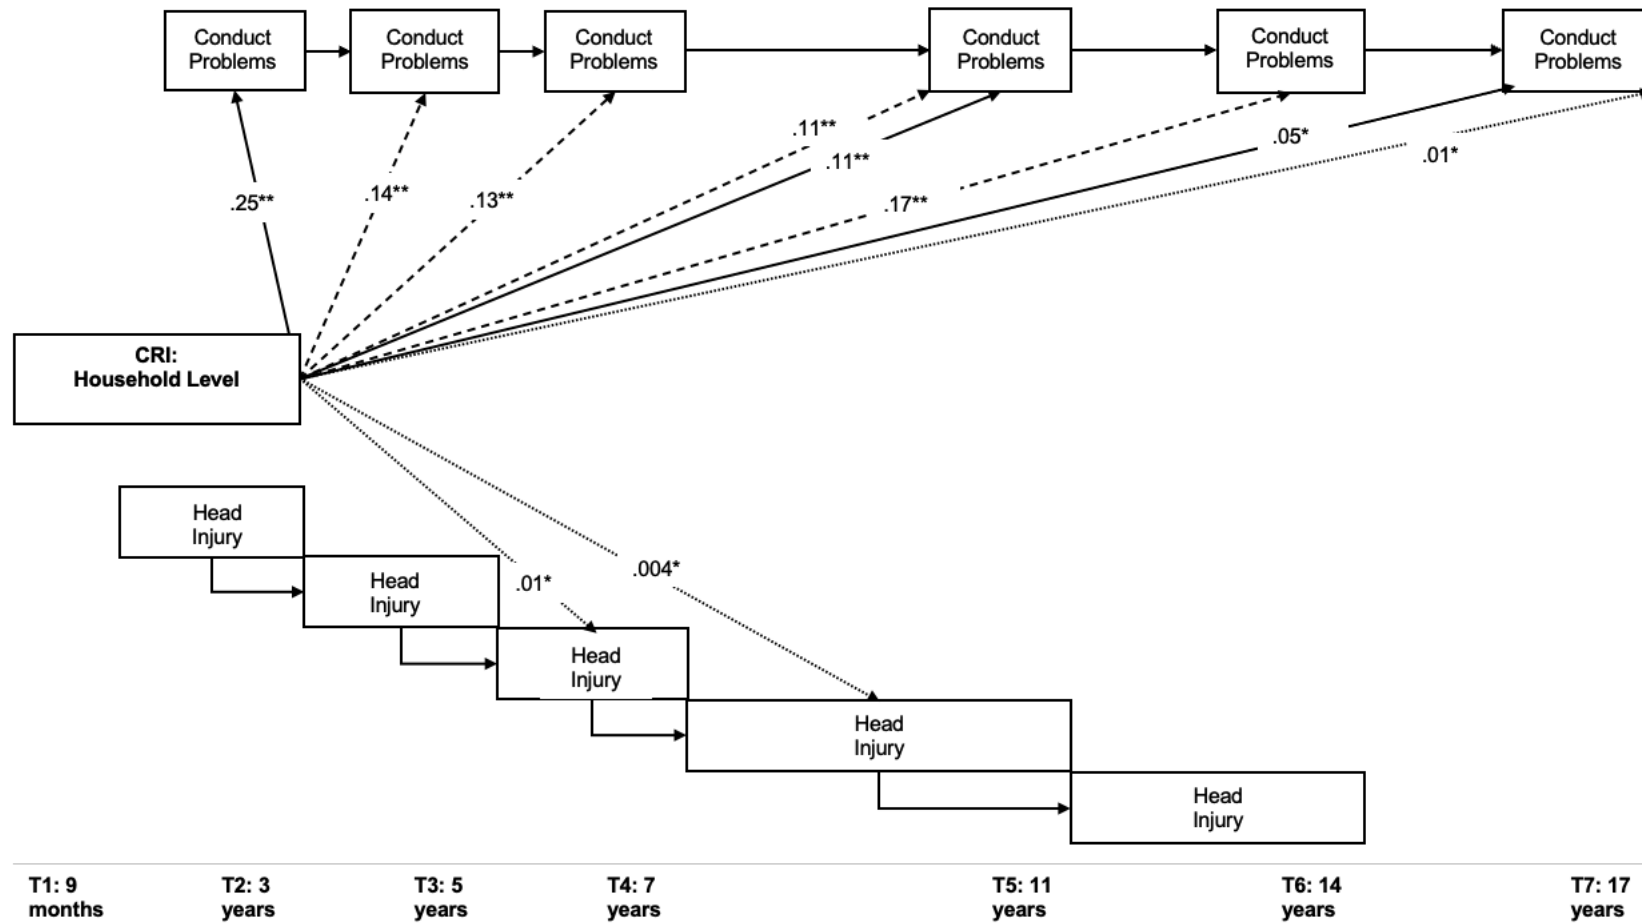 Conduct
Problems
Conduct
Problems
Conduct
Problems
Conduct
Problems
Conduct
Problems
Conduct
Problems
.11**
.11**
.05*
.01*
.25**
.14**
.13**
.17**
CRI:
Household Level
Head
Injury
Head
Injury
.01*
.004*
Head
Injury
Head
Injury
Head
Injury
T1: 9
months
T2: 3
years
T3: 5
years
T4: 7
years
T5: 11
years
T6: 14
years
T7: 17
years